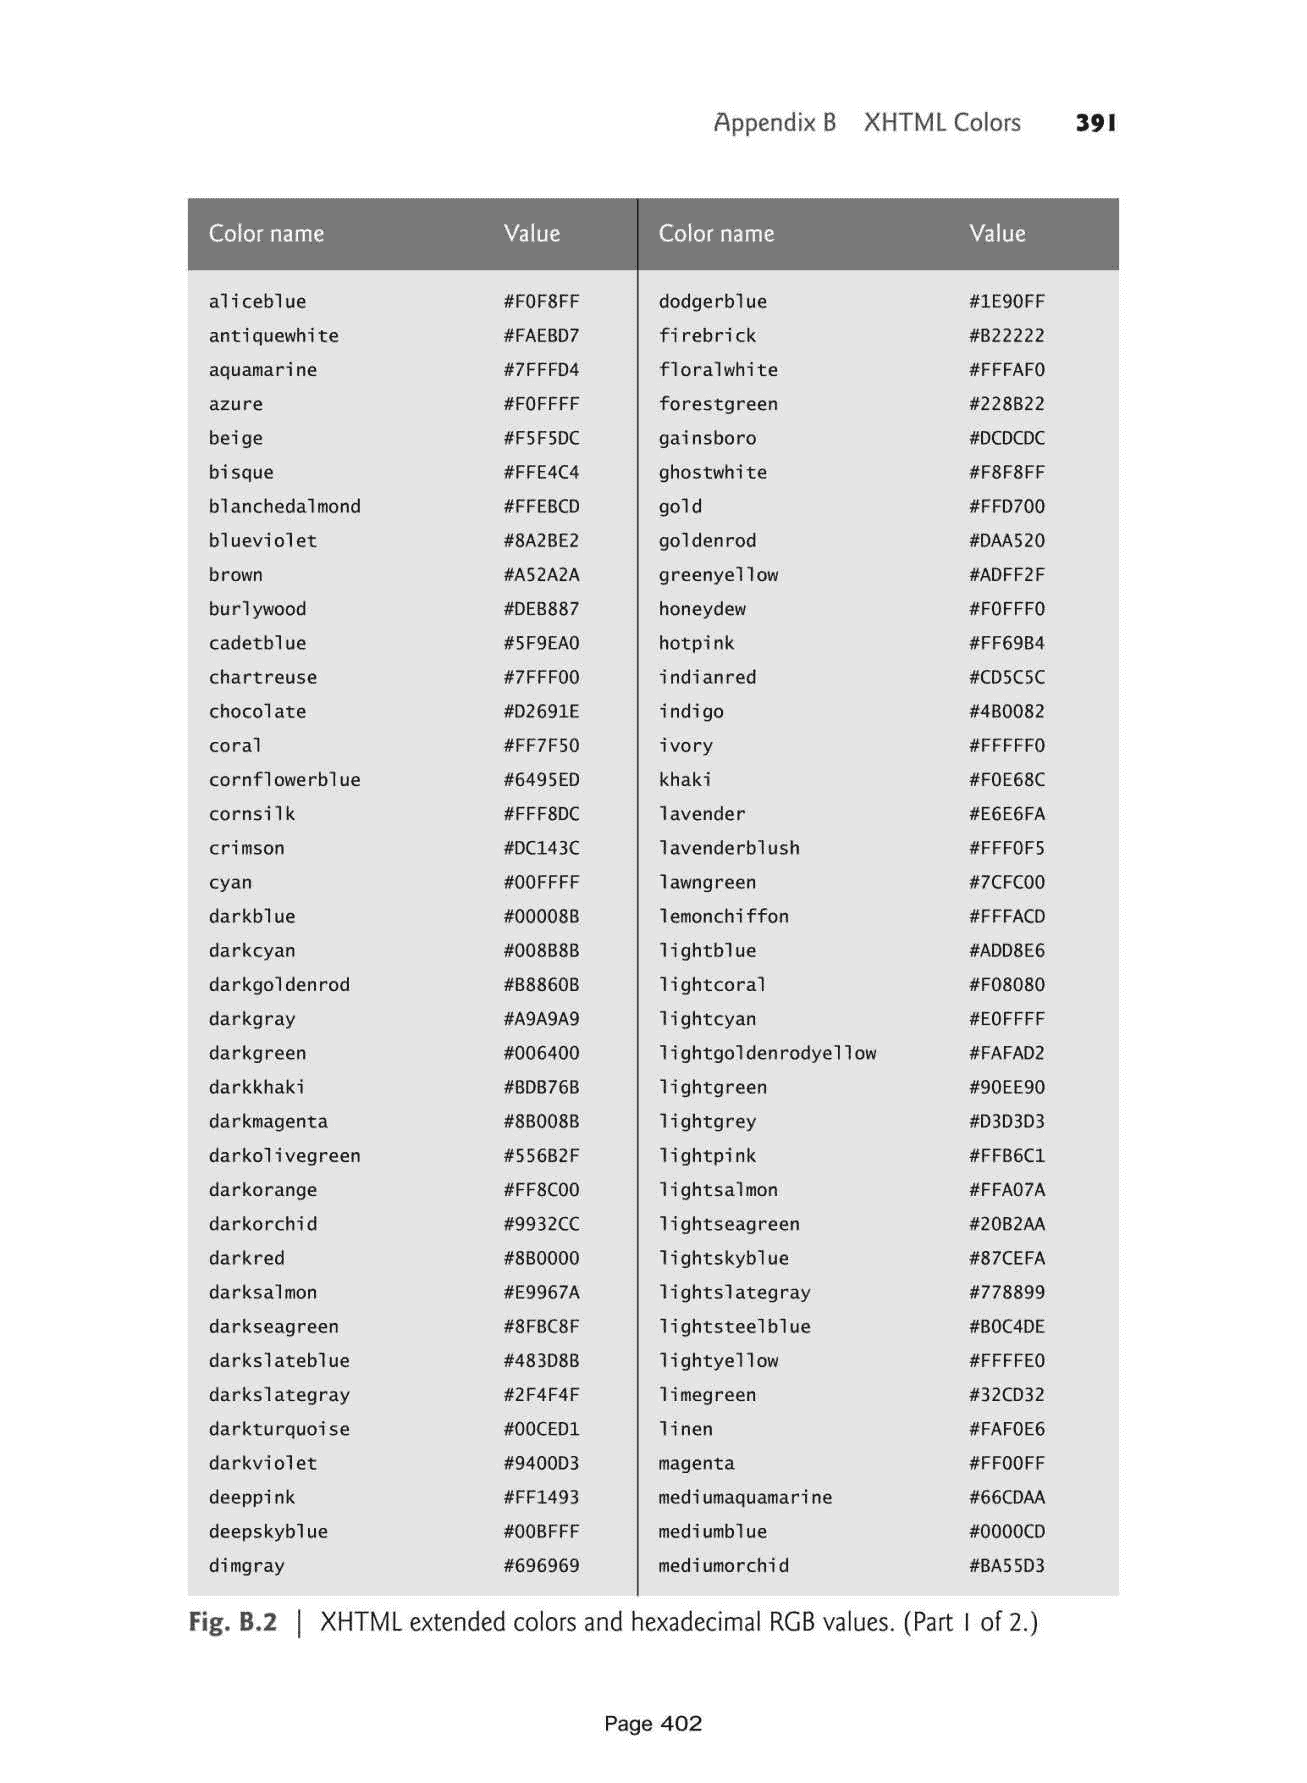 Appendix B XHTML Colors 391
Color name Value Color name Value
aliceblue #F0F8FF dodgerblue #1E90FF
antiquewhite #FAEBD7 firebrick #B22222
aquamarine #7FFFD4 floralwhite #FFFAF0
azure #F0FFFF forestgreen #228B22
beige #F5F5DC gainsboro #DCDCDC
bisque #FFE4C4 ghostwhite #F8F8FF
blanchedalmond #FFEBCD gold #FFD700
blueviolet #8A2BE2 goldenrod #DAA520
brown #A52A2A greenyellow #ADFF2F
burlywood #DEB887 honeydew #F0FFF0
cadetblue #5F9EA0 hotpink #FF69B4
chartreuse #7FFF00 indianred #CD5C5C
chocolate #D2691E indigo #4B0082
coral #FF7F50 ivory #FFFFF0
cornflowerblue #6495ED khaki #F0E68C
cornsilk #FFF8DC lavender #E6E6FA
crimson #DC143C lavenderblush #FFF0F5
cyan #00FFFF lawngreen #7CFC00
darkblue #00008B lemonchiffon #FFFACD
darkcyan #008B8B lightblue #ADD8E6
darkgoldenrod #B8860B lightcoral #F08080
darkgray #A9A9A9 lightcyan #E0FFFF
darkgreen #006400 lightgoldenrodyellow #FAFAD2
darkkhaki #BDB76B lightgreen #90EE90
darkmagenta #8B008B lightgrey #D3D3D3
darkolivegreen #556B2F lightpink #FFB6C1
darkorange #FF8C00 lightsalmon #FFA07A
darkorchid #9932CC lightseagreen #20B2AA
darkred #8B0000 lightskyblue #87CEFA
darksalmon #E9967A lightslategray #778899
darkseagreen #8FBC8F lightsteelblue #B0C4DE
darkslateblue #483D8B lightyellow #FFFFE0
darkslategray #2F4F4F limegreen #32CD32
darkturquoise #00CED1 linen #FAF0E6
darkviolet #9400D3 magenta #FF00FF
deeppink #FF1493 mediumaquamarine #66CDAA
deepskyblue #00BFFF mediumblue #0000CD
dimgray #696969 mediumorchid #BA55D3
Fig. B.2 | XHTML extended colors and hexadecimal RGB values. (Part 1 of 2.)
Page 402